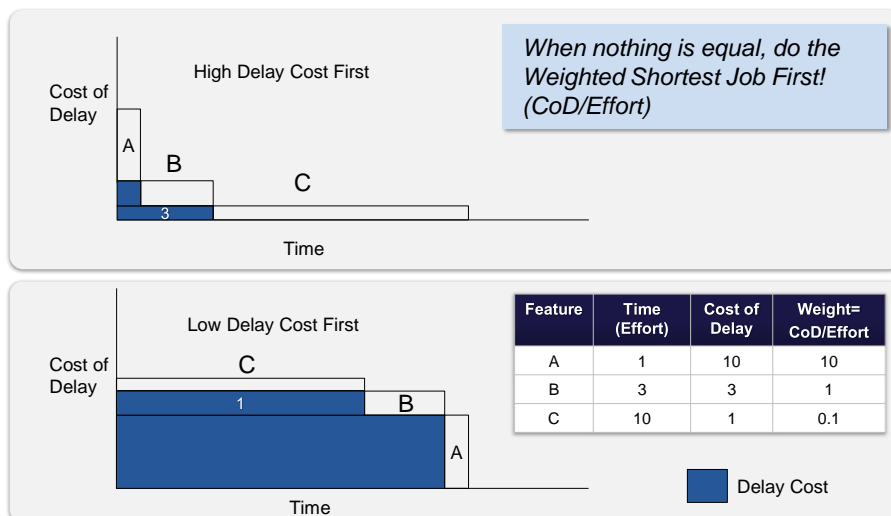 When nothing is equal, do the
Weighted Shortest Job First!
(CoD/Effort)
High Delay Cost First
Cost of
Delay
A
B
C
3
Time
Low Delay Cost First
Cost of
Delay
C
1
B
A
Time
Feature Time (Effort) Cost of Delay Weight= CoD/Effort
A 1 10 10
B 3 3 1
C 10 1 0.1
Delay Cost